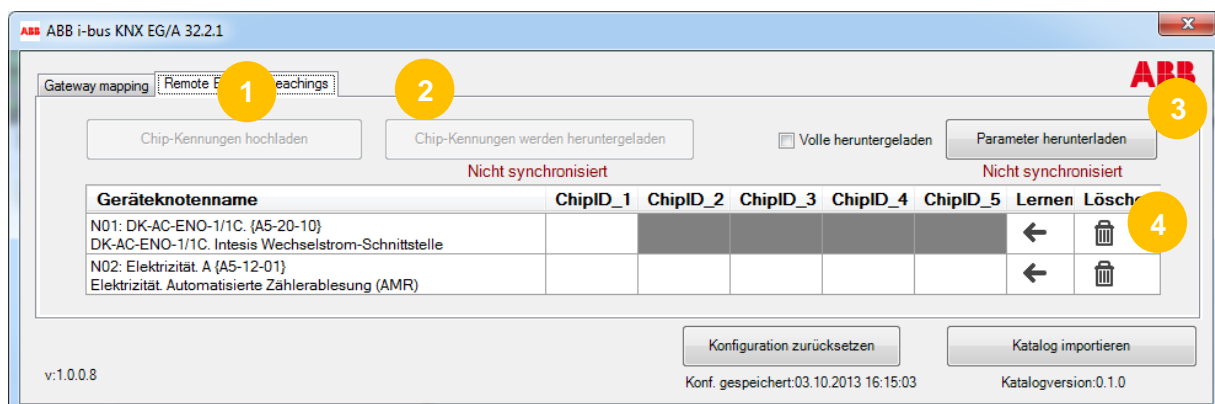 ABB ABB i-bus KNX EG/A 32.2.1
ABB
Gateway mapping Remote eachings
1 2 3
Chip-Kennungen hochladen Chip-Kennungen werden heruntergeladen Volle heruntergeladen Parameter herunterladen
Nicht synchronisiert Nicht synchronisiert
Geräteknotenname ChipID_1 ChipID_2 ChipID_3 ChipID_4 ChipID_5 Lernen Lösche
4
N01: DK-AC-ENO-1/1C. {A5-20-10}
DK-AC-ENO-1/1C. Intesis Wechselstrom-Schnittstelle
N02: Elektrizität. A {A5-12-01}
Elektrizität. Automatisierte Zählerablesung (AMR)
Konfiguration zurücksetzen Katalog importieren
v:1.0.0.8 Konf. gespeichert:03.10.2013 16:15:03 Katalogversion:0.1.0